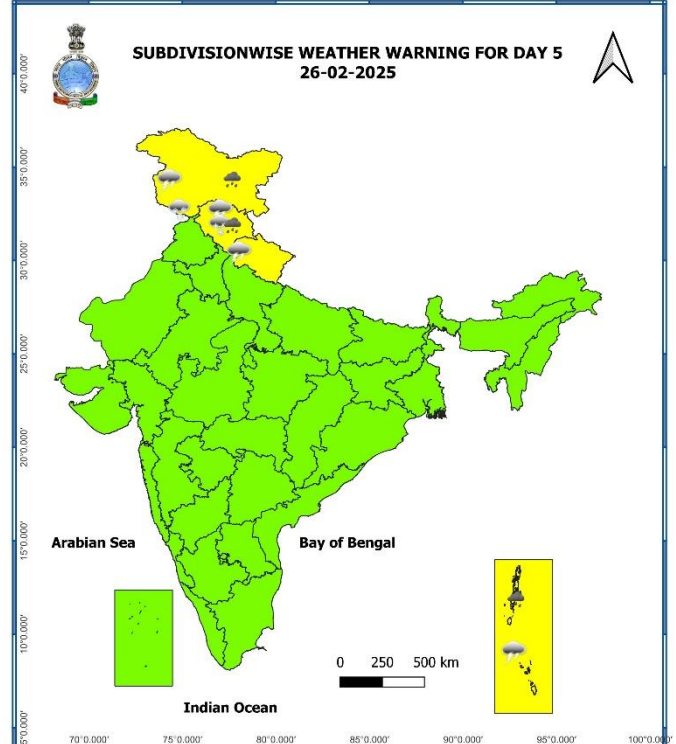 SUBDIVISIONWISE WEATHER WARNING FOR DAY 5
26-02-2025
40°0.000'
35°0.000'
30°0.000'
25°0.000'
20°0.000'
15°0.000'
10°0.000'
5°0.000'
Arabian Sea
Bay of Bengal
0 250 500 km
Indian Ocean
70°0.000' 75°0.000' 80°0.000' 85°0.000' 90°0.000' 95°0.000' 100°0.000'